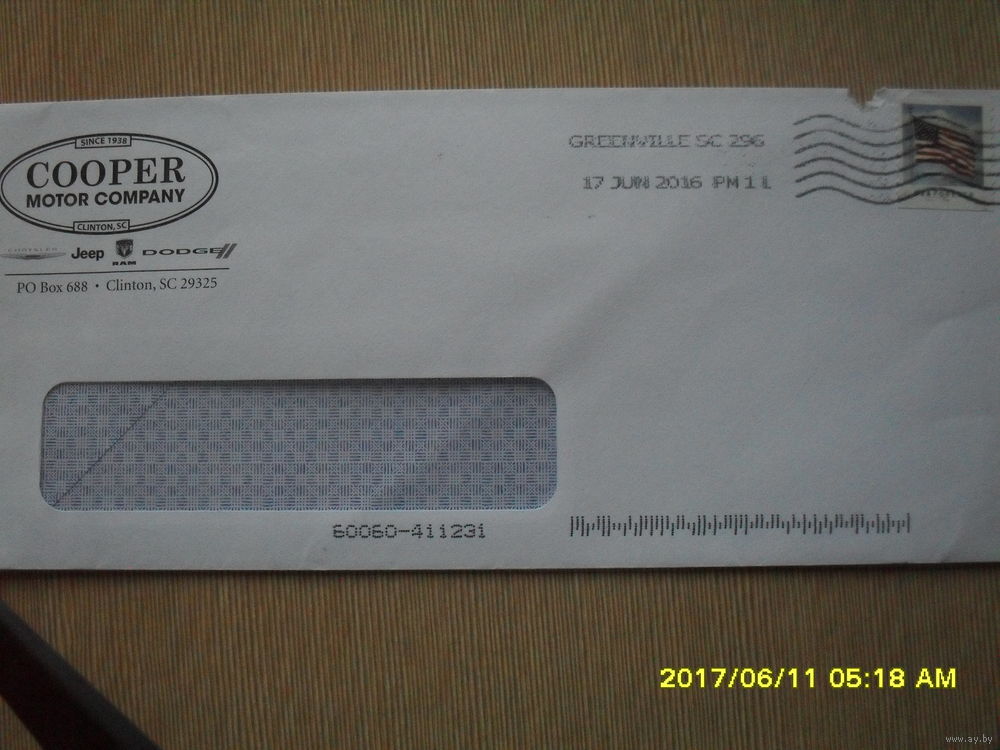 SINCE 1938
COOPER
MOTOR COMPANY
CLINTON, SC
CHRYSLER Jeep RAM DODGE
PO Box 688 • Clinton, SC 29325
GREENVILLE SC 296
17 JUN 2016 PM 1 L
60060-411231
2017/06/11 05:18 AM
www.ay.by